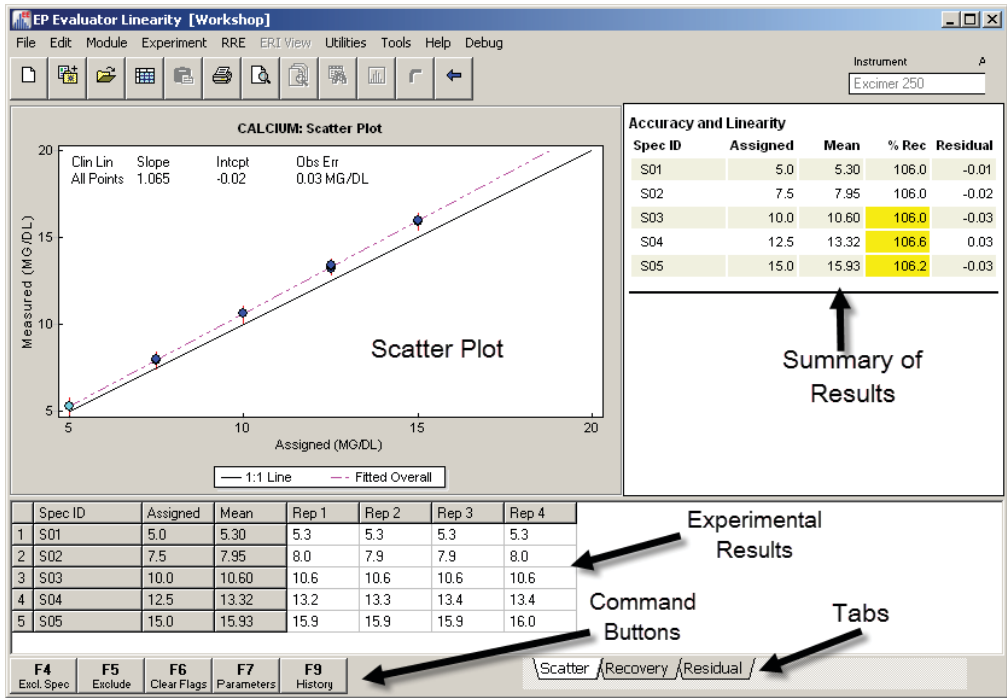 EP Evaluator Linearity [Workshop]
File Edit Module Experiment RRE ERI View Utilities Tools Help Debug
Instrument A
Excimer 250
CALCIUM: Scatter Plot
Clin Lin Slope Intcpt Obs Err
All Points 1.065 -0.02 0.03 MG/DL
20
15
10
5
Measured (MG/DL)
5 10 15 20
Assigned (MG/DL)
Scatter Plot
1:1 Line Fitted Overall
Accuracy and Linearity
Spec ID Assigned Mean % Rec Residual
S01 5.0 5.30 106.0 -0.01
S02 7.5 7.95 106.0 -0.02
S03 10.0 10.60 106.0 -0.03
S04 12.5 13.32 106.6 0.03
S05 15.0 15.93 106.2 -0.03
Summary of
Results
Spec ID Assigned Mean Rep 1 Rep 2 Rep 3 Rep 4
1 S01 5.0 5.30 5.3 5.3 5.3 5.3
2 S02 7.5 7.95 8.0 7.9 7.9 8.0
3 S03 10.0 10.60 10.6 10.6 10.6 10.6
4 S04 12.5 13.32 13.2 13.3 13.4 13.4
5 S05 15.0 15.93 15.9 15.9 15.9 16.0
Experimental
Results
Command
Buttons
Tabs
F4 F5 F6 F7 F9
Excl. Spec Exclude Clear Flags Parameters History
Scatter Recovery Residual